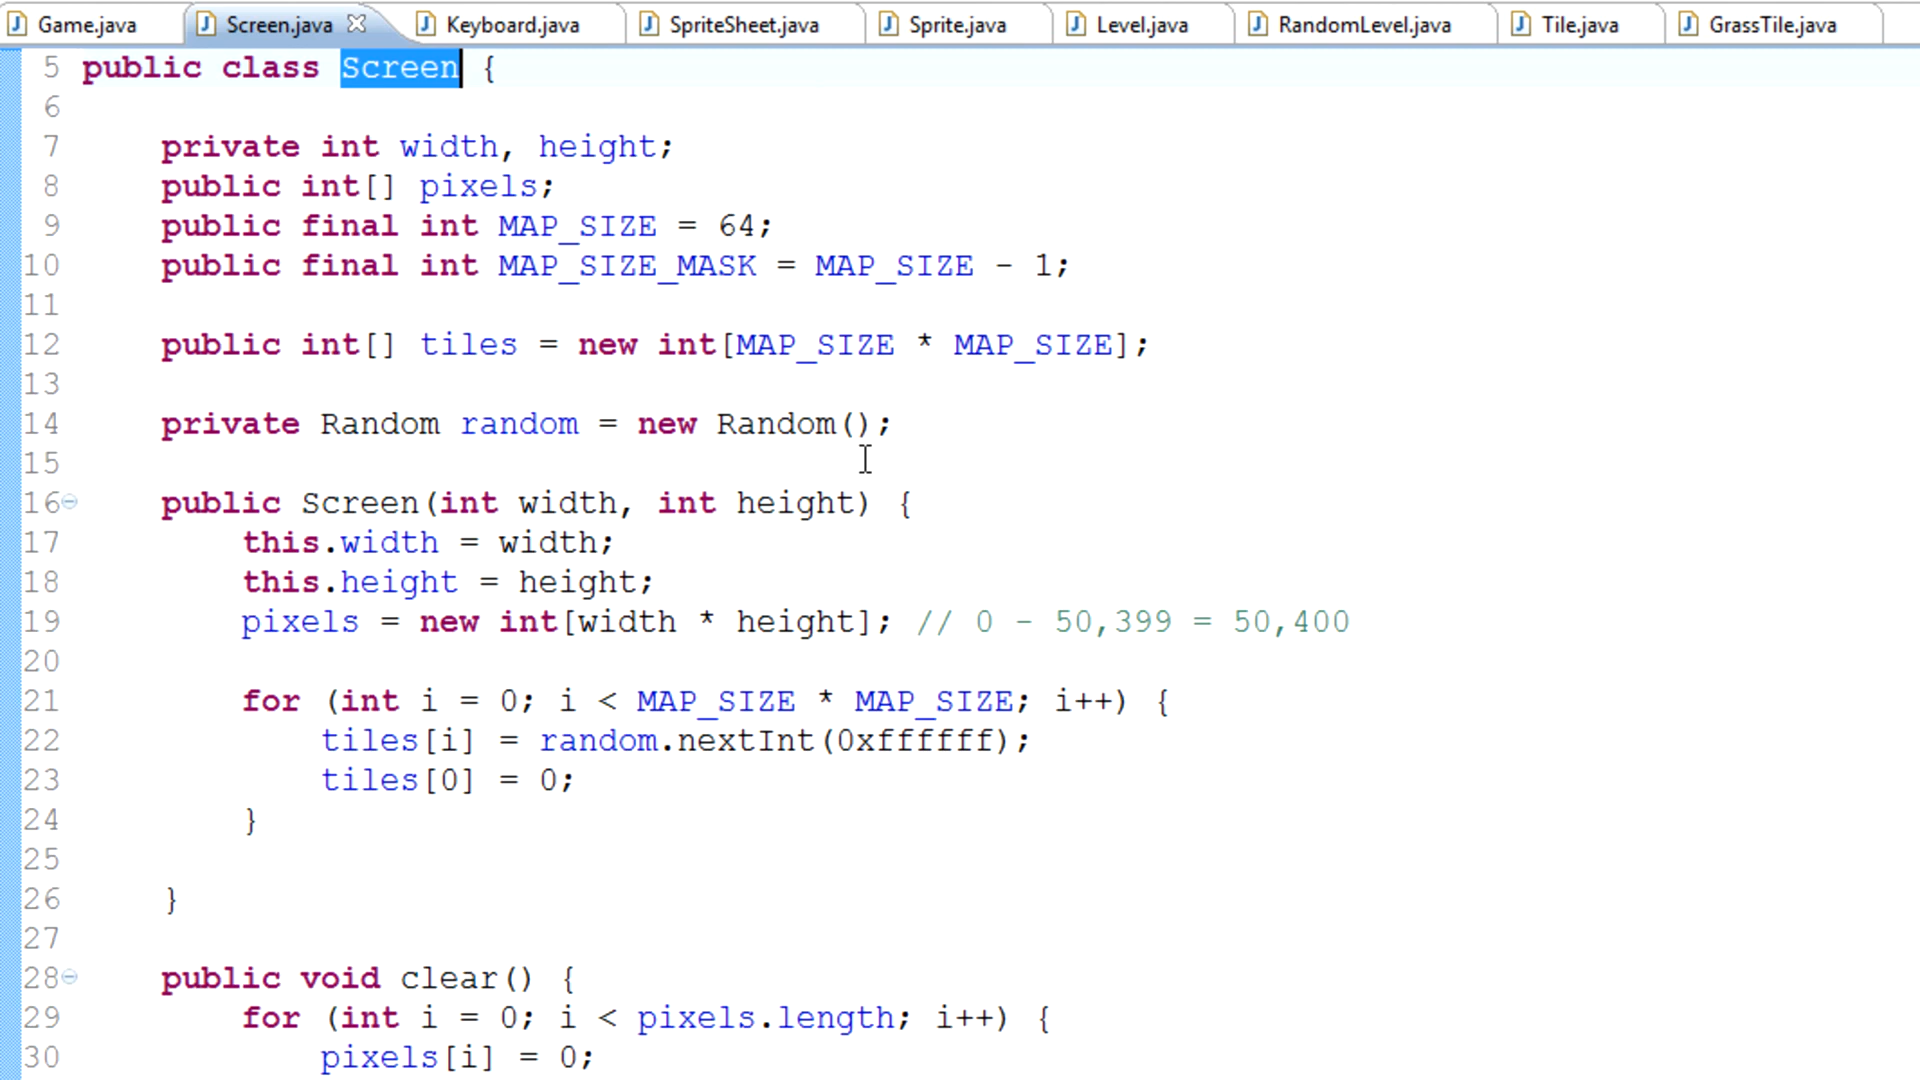 Game.java Screen.java Keyboard.java SpriteSheet.java Sprite.java Level.java RandomLevel.java Tile.java GrassTile.java
5 public class Screen {
6
7 private int width, height;
8 public int[] pixels;
9 public final int MAP_SIZE = 64;
10 public final int MAP_SIZE_MASK = MAP_SIZE - 1;
11
12 public int[] tiles = new int[MAP_SIZE * MAP_SIZE];
13
14 private Random random = new Random();
15
16 public Screen(int width, int height) {
17 this.width = width;
18 this.height = height;
19 pixels = new int[width * height]; // 0 - 50,399 = 50,400
20
21 for (int i = 0; i < MAP_SIZE * MAP_SIZE; i++) {
22 tiles[i] = random.nextInt(0xffffff);
23 tiles[0] = 0;
24 }
25
26 }
27
28 public void clear() {
29 for (int i = 0; i < pixels.length; i++) {
30 pixels[i] = 0;